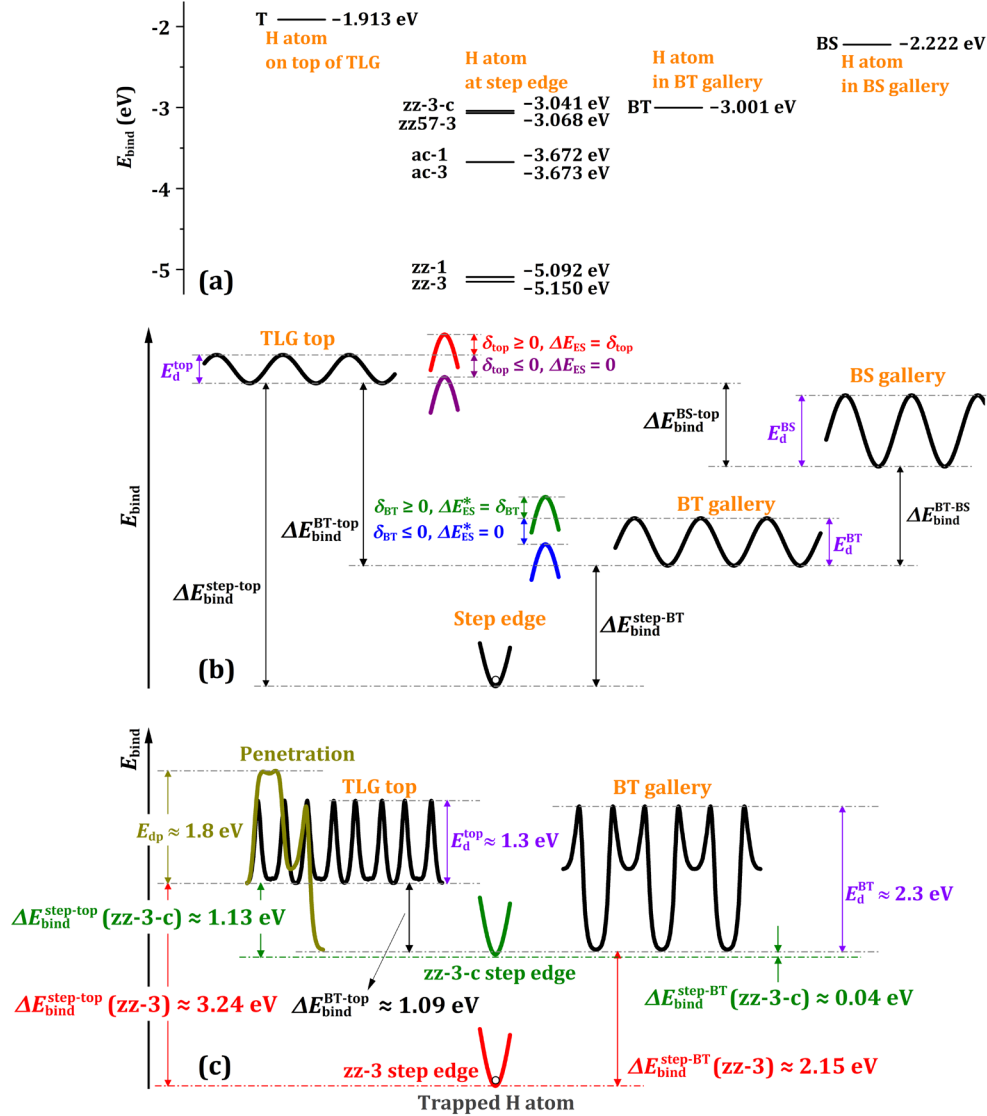 -2
-3
-4
-5
E_bind (eV)
T −1.913 eV
H atom
on top of TLG
H atom
at step edge
zz-3-c −3.041 eV
zz57-3 −3.068 eV
ac-1 −3.672 eV
ac-3 −3.673 eV
zz-1 −5.092 eV
zz-3 −5.150 eV
H atom
in BT gallery
BT −3.001 eV
BS −2.222 eV
H atom
in BS gallery
(a)
E_bind
TLG top
E_d^top
δ_top ≥ 0, ΔE_ES = δ_top
δ_top ≤ 0, ΔE_ES = 0
BS gallery
ΔE_bind^BS-top
E_d^BS
δ_BT ≥ 0, ΔE*_ES = δ_BT
δ_BT ≤ 0, ΔE*_ES = 0
BT gallery
ΔE_bind^BT-top
E_d^BT
ΔE_bind^BT-BS
ΔE_bind^step-top
Step edge
ΔE_bind^step-BT
(b)
E_bind
Penetration
TLG top
BT gallery
E_dp ≈ 1.8 eV
E_d^top ≈ 1.3 eV
E_d^BT ≈ 2.3 eV
ΔE_bind^step-top (zz-3-c) ≈ 1.13 eV
zz-3-c step edge
ΔE_bind^step-top (zz-3) ≈ 3.24 eV
ΔE_bind^BT-top ≈ 1.09 eV
ΔE_bind^step-BT (zz-3-c) ≈ 0.04 eV
zz-3 step edge
ΔE_bind^step-BT (zz-3) ≈ 2.15 eV
(c)
Trapped H atom